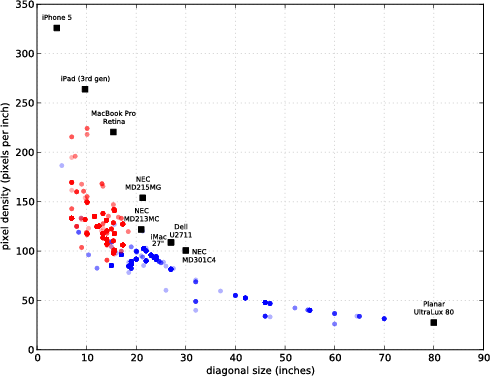 350
300
250
200
150
100
50
0
pixel density (pixels per inch)
iPhone 5
iPad (3rd gen)
MacBook Pro
Retina
NEC
MD215MG
NEC
MD213MC
iMac
27"
Dell
U2711
NEC
MD301C4
Planar
UltraLux 80
0 10 20 30 40 50 60 70 80 90
diagonal size (inches)